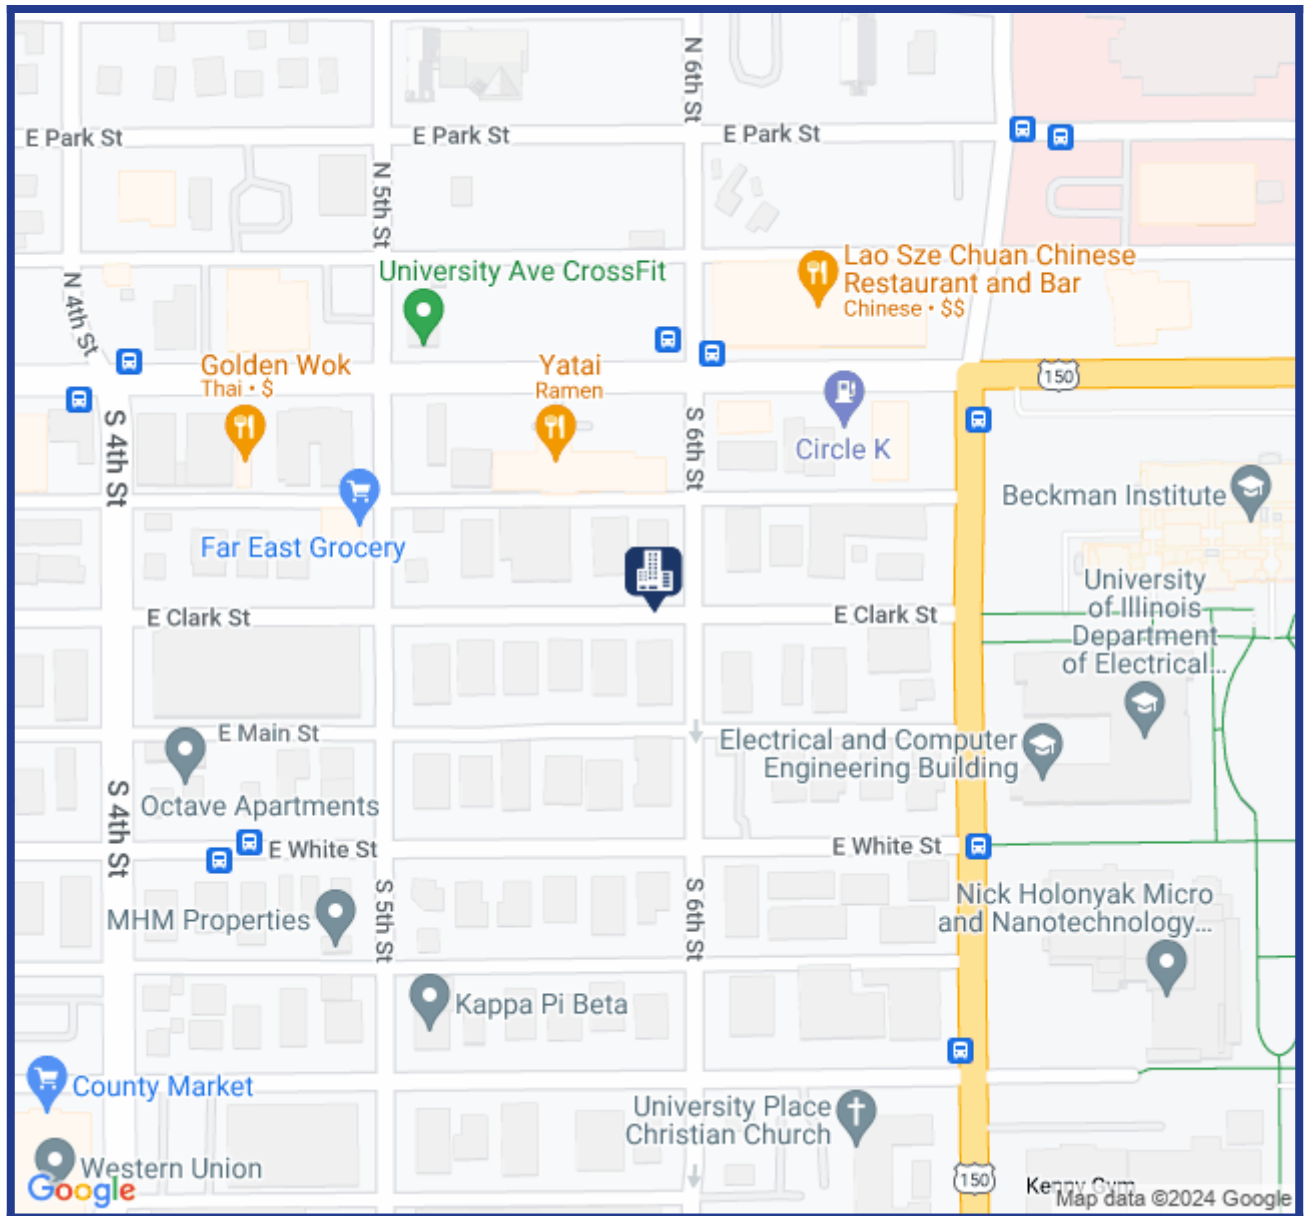 N 6th St
E Park St
E Park St
E Park St
N 5th St
Lao Sze Chuan Chinese
Restaurant and Bar
Chinese • $$
University Ave CrossFit
N 4th St
Golden Wok
Thai • $
Yatai
Ramen
150
S 4th St
S 6th St
Circle K
Beckman Institute
Far East Grocery
University
of Illinois
Department
of Electrical...
E Clark St
E Clark St
E Main St
Electrical and Computer
Engineering Building
Octave Apartments
S 4th St
E White St
E White St
MHM Properties
S 5th St
S 6th St
Nick Holonyak Micro
and Nanotechnology...
Kappa Pi Beta
County Market
University Place
Christian Church
Western Union
Google
150
Map data ©2024 Google